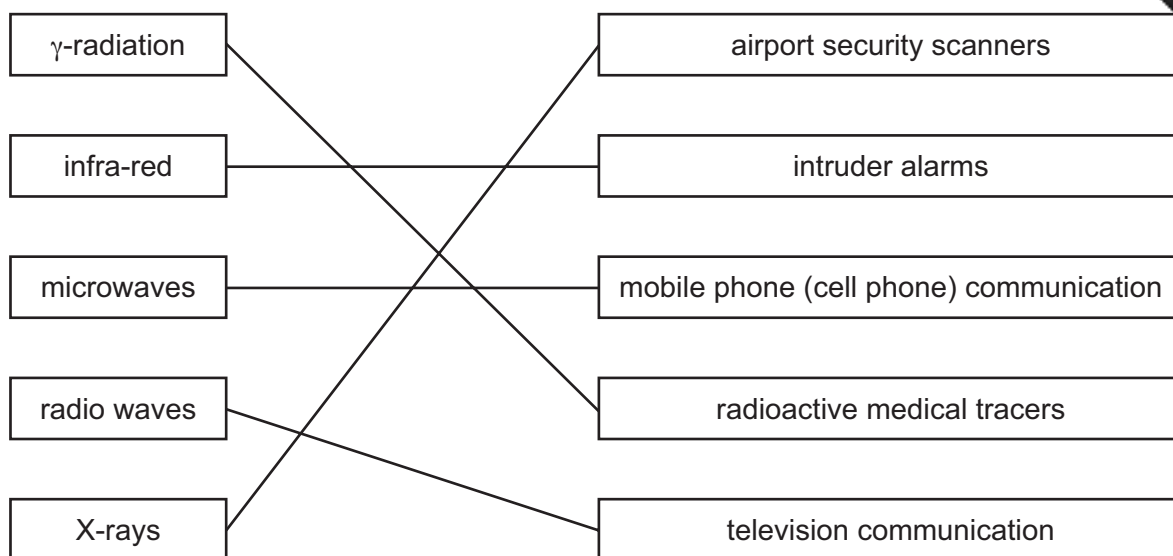 γ-radiation
airport security scanners
infra-red
intruder alarms
microwaves
mobile phone (cell phone) communication
radio waves
radioactive medical tracers
X-rays
television communication